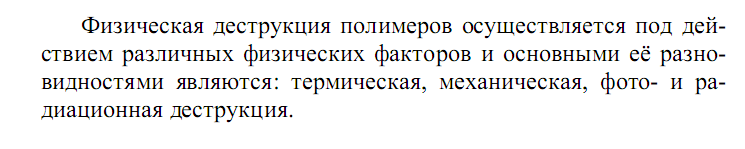 Физическая деструкция полимеров осуществляется под дей-
ствием различных физических факторов и основными её разно-
видностями являются: термическая, механическая, фото- и ра-
диационная деструкция.